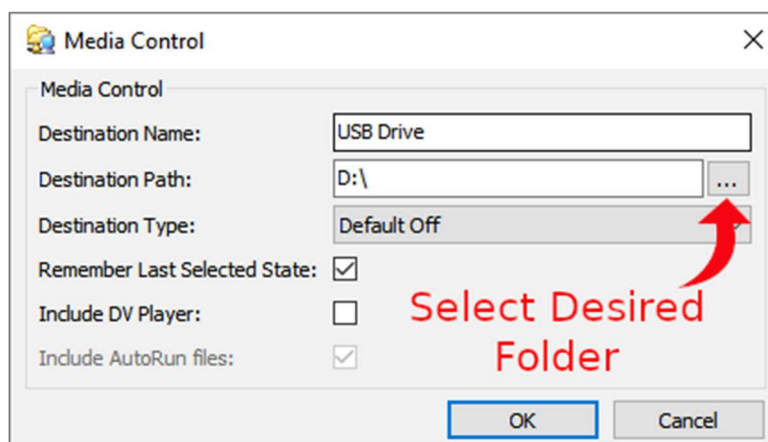 Media Control
Media Control
Destination Name: USB Drive
Destination Path: D:\ ...
Destination Type: Default Off
Remember Last Selected State:
Include DV Player:
Include AutoRun files:
Select Desired
Folder
OK Cancel